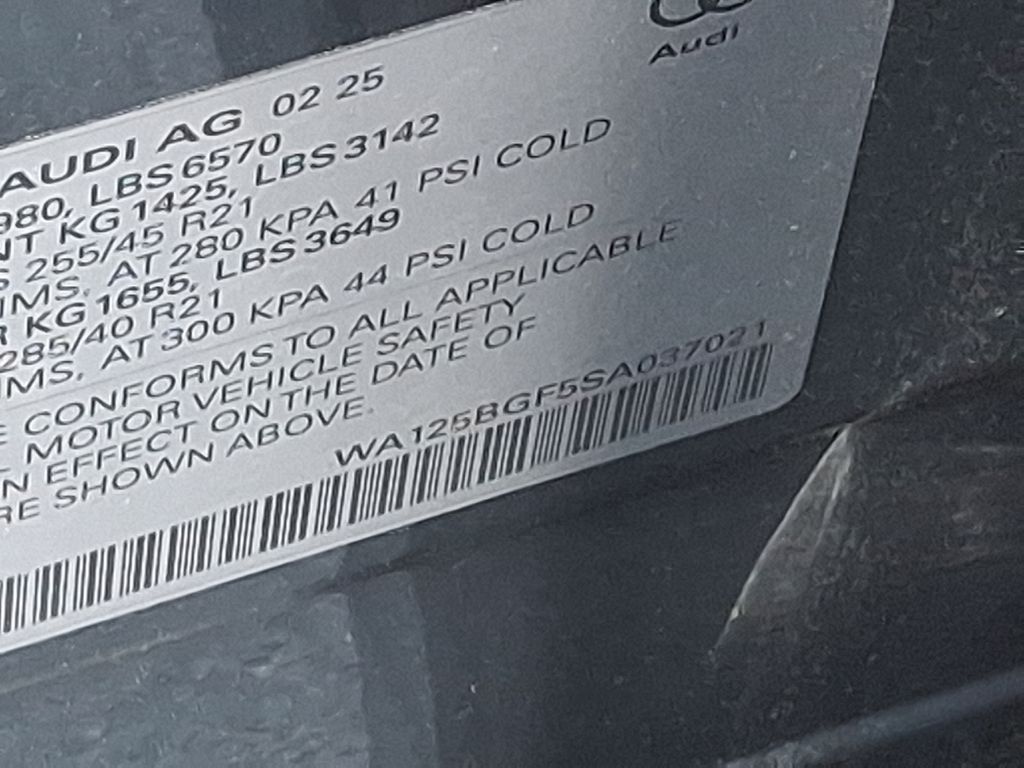 Audi
AUDI AG 02 25
980, LBS 6570
NT KG 1425, LBS 3142
S 255/45 R21
IMS, AT 280 KPA 41 PSI COLD
R KG 1655, LBS 3649
285/40 R21
IMS, AT 300 KPA 44 PSI COLD
E CONFORMS TO ALL APPLICABLE
L MOTOR VEHICLE SAFETY
N EFFECT ON THE DATE OF
RE SHOWN ABOVE.
WA125BGF5SA037021